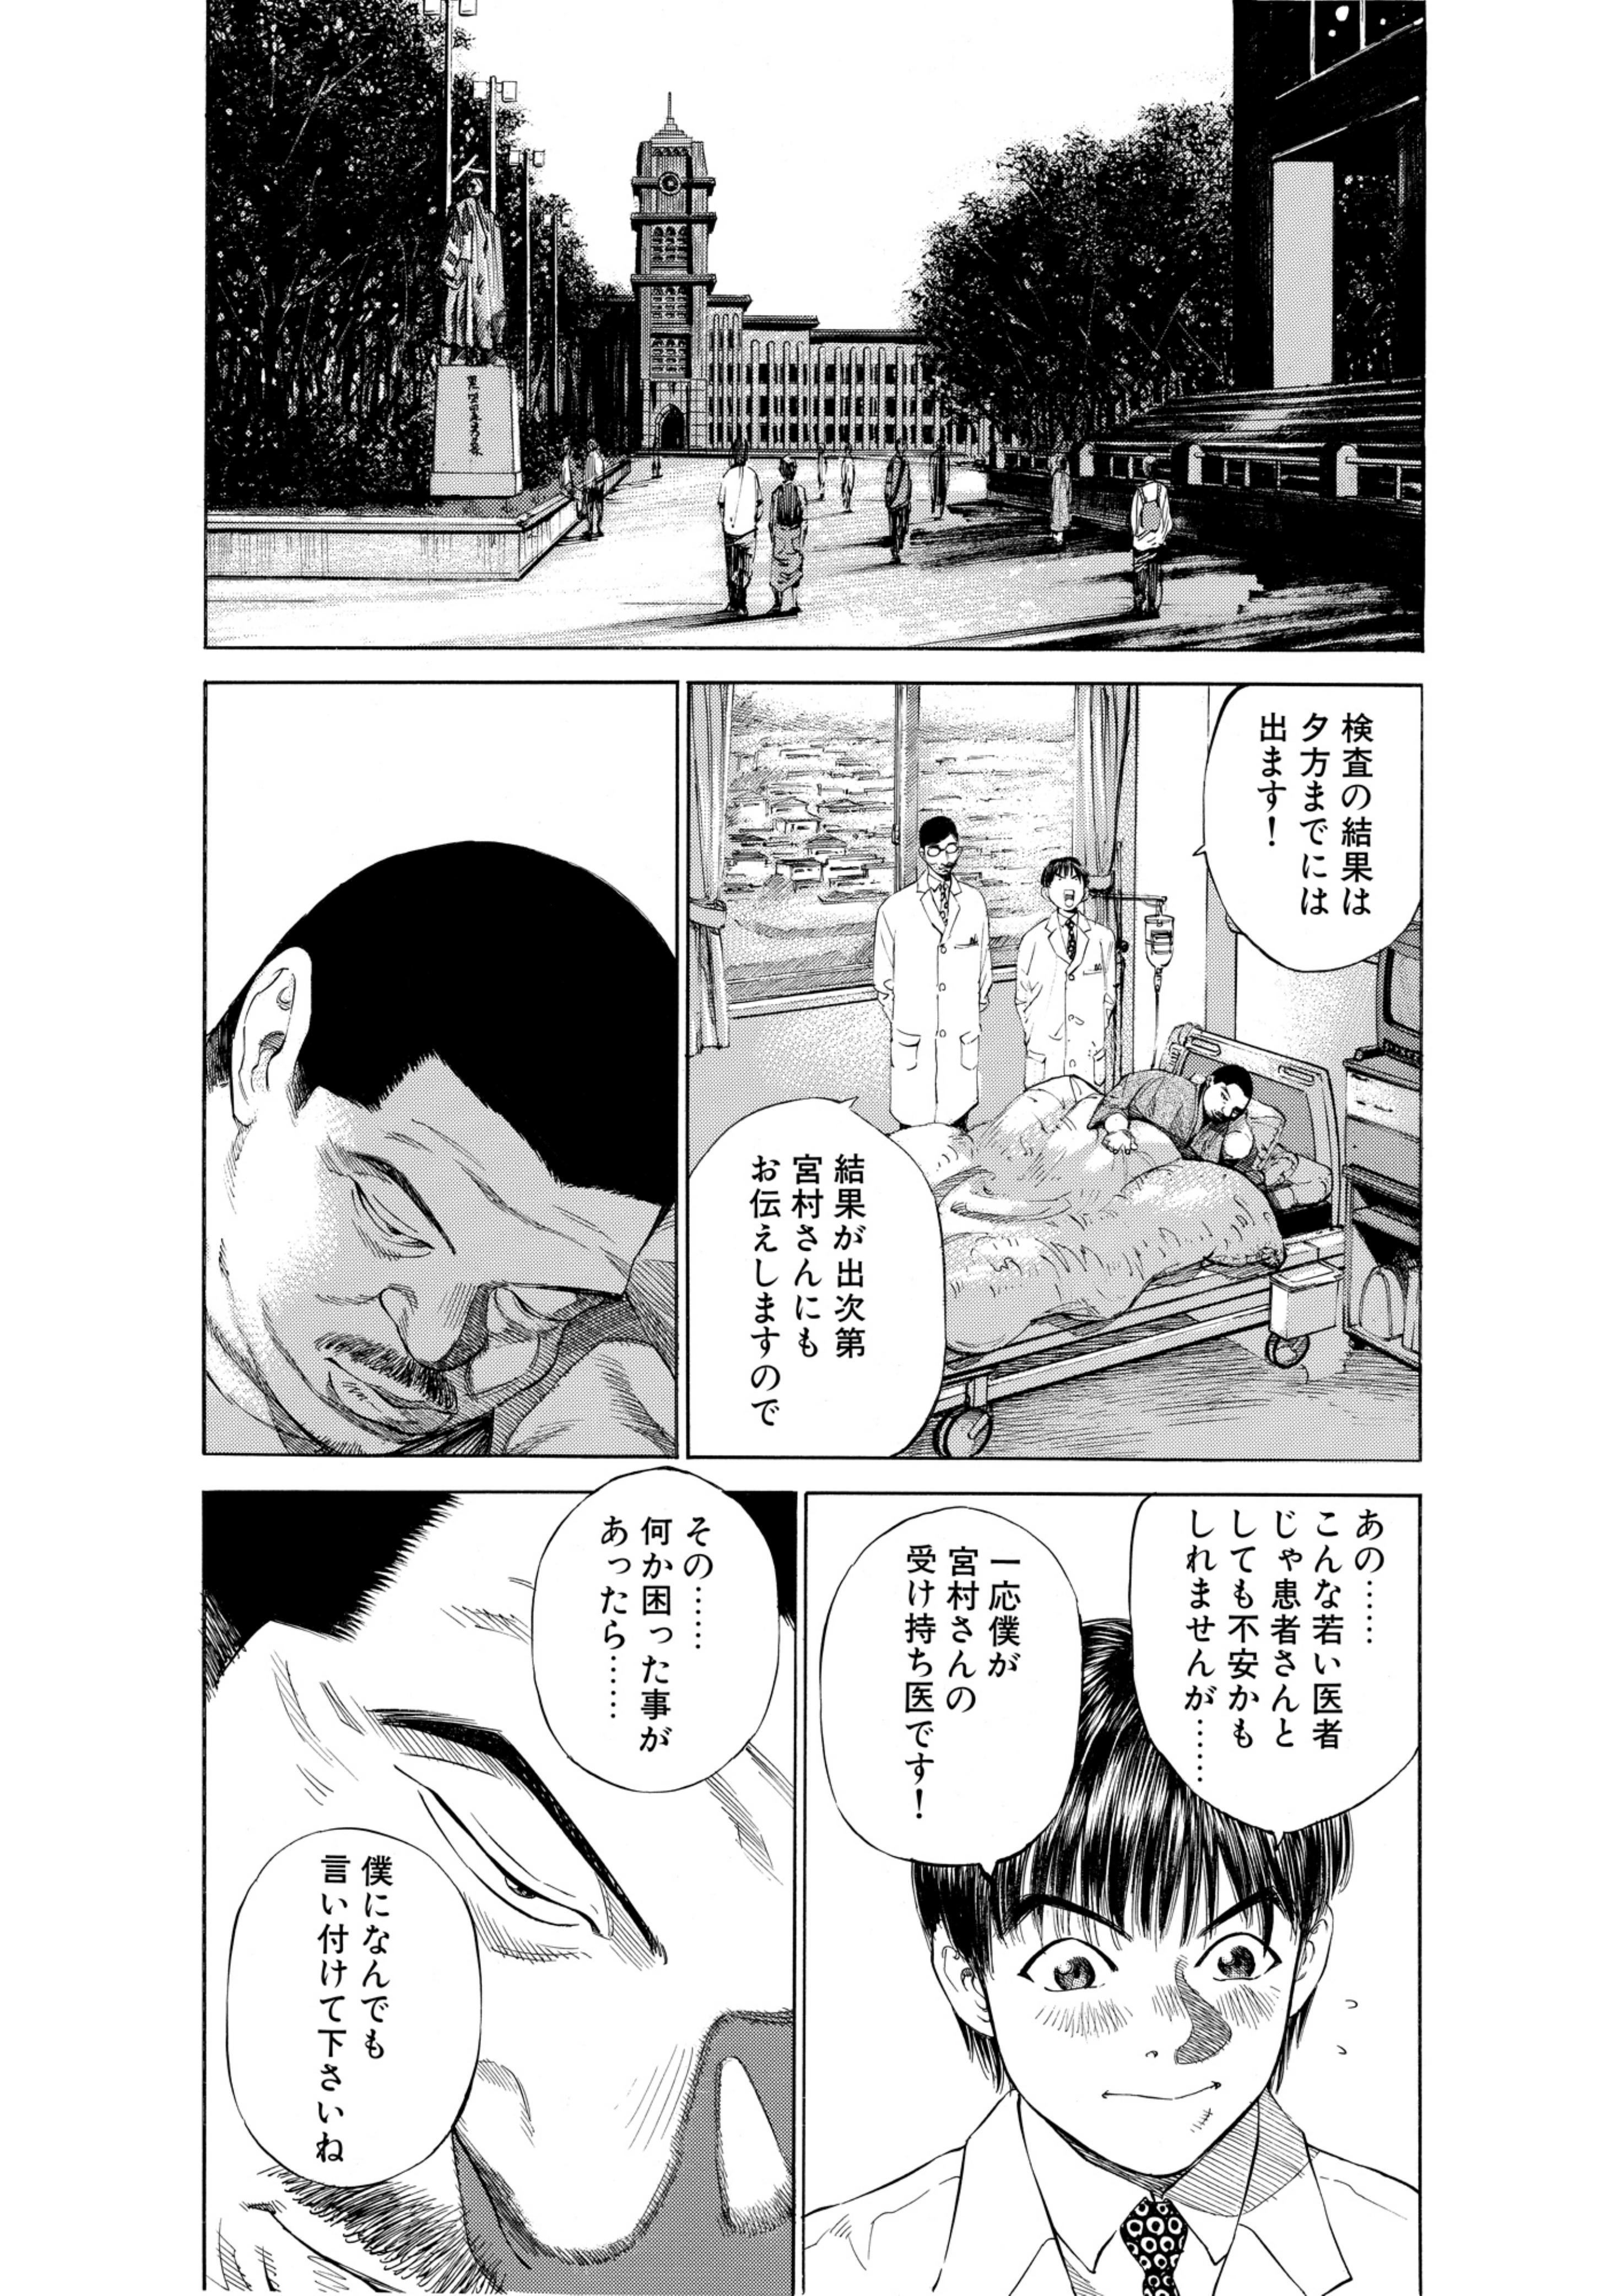 検査の結果は
夕方までには
出ます！
結果が出次第
宮村さんにも
お伝えしますので
あの……
こんな若い医者
じゃ患者さんと
しても不安かも
しれませんが……
一応僕が
宮村さんの
受け持ち医です！
その……
何か困った事が
あったら……
僕になんでも
言い付けて下さいね